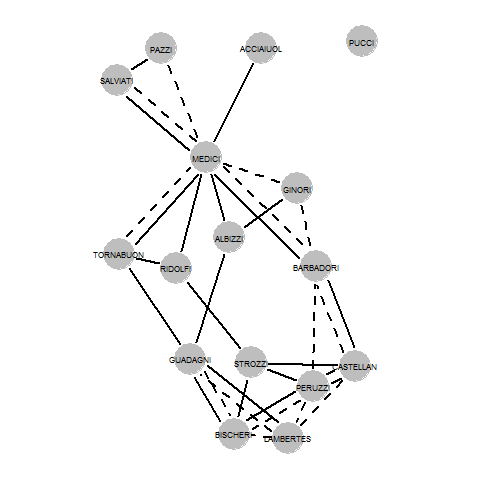 PAZZI
ACCIAIUOL
PUCCI
SALVIATI
MEDICI
GINORI
ALBIZZI
TORNABUON
RIDOLFI
BARBADORI
GUADAGNI
STROZZI
CASTELLAN
PERUZZI
BISCHERI
LAMBERTES